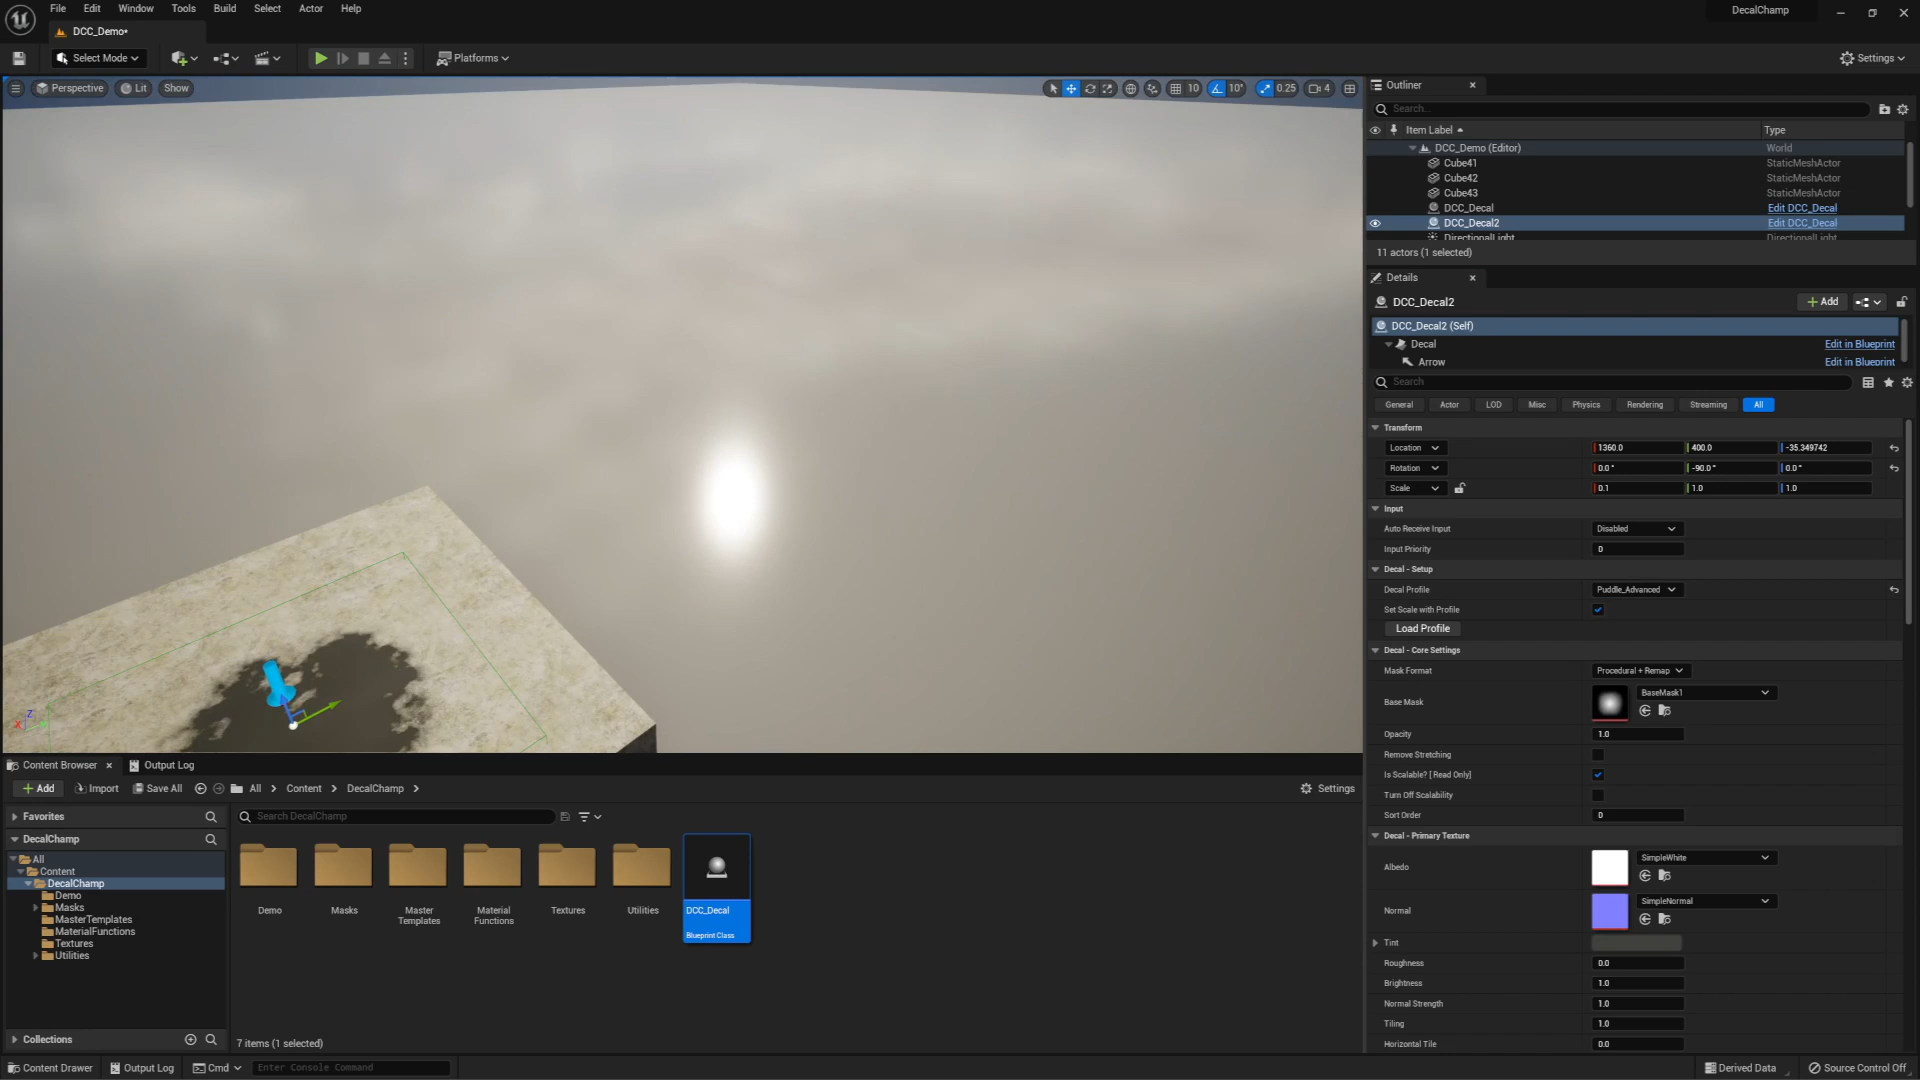 File Edit Window Tools Build Select Actor Help
DecalChamp
DCC_Demo•
Select Mode
Platforms
Settings
Perspective
Lit
Show
10
10°
0.25
4
Outliner
Search...
Item Label
Type
DCC_Demo (Editor)
World
Cube41
StaticMeshActor
Cube42
StaticMeshActor
Cube43
StaticMeshActor
DCC_Decal
Edit DCC_Decal
DCC_Decal2
Edit DCC_Decal
DirectionalLight
DirectionalLight
11 actors (1 selected)
Details
DCC_Decal2
Add
DCC_Decal2 (Self)
Decal
Edit in Blueprint
Arrow
Edit in Blueprint
Search
General
Actor
LOD
Misc
Physics
Rendering
Streaming
All
Transform
Location
1360.0
400.0
-35.349742
Rotation
0.0 °
-90.0 °
0.0 °
Scale
0.1
1.0
1.0
Input
Auto Receive Input
Disabled
Input Priority
0
Decal - Setup
Decal Profile
Puddle_Advanced
Set Scale with Profile
Load Profile
Decal - Core Settings
Mask Format
Procedural + Remap
Base Mask
BaseMask1
Opacity
1.0
Remove Stretching
Is Scalable? [ Read Only]
Turn Off Scalability
Sort Order
0
Decal - Primary Texture
Albedo
SimpleWhite
Normal
SimpleNormal
Tint
Roughness
0.0
Brightness
1.0
Normal Strength
1.0
Tiling
1.0
Horizontal Tile
0.0
Z
X
Content Browser
Output Log
Add
Import
Save All
All
Content
DecalChamp
Settings
Favorites
DecalChamp
All
Content
DecalChamp
Demo
Masks
MasterTemplates
MaterialFunctions
Textures
Utilities
Collections
Search DecalChamp
Demo
Masks
Master
Templates
Material
Functions
Textures
Utilities
DCC_Decal
Blueprint Class
7 items (1 selected)
Content Drawer
Output Log
Cmd
Enter Console Command
Derived Data
Source Control Off